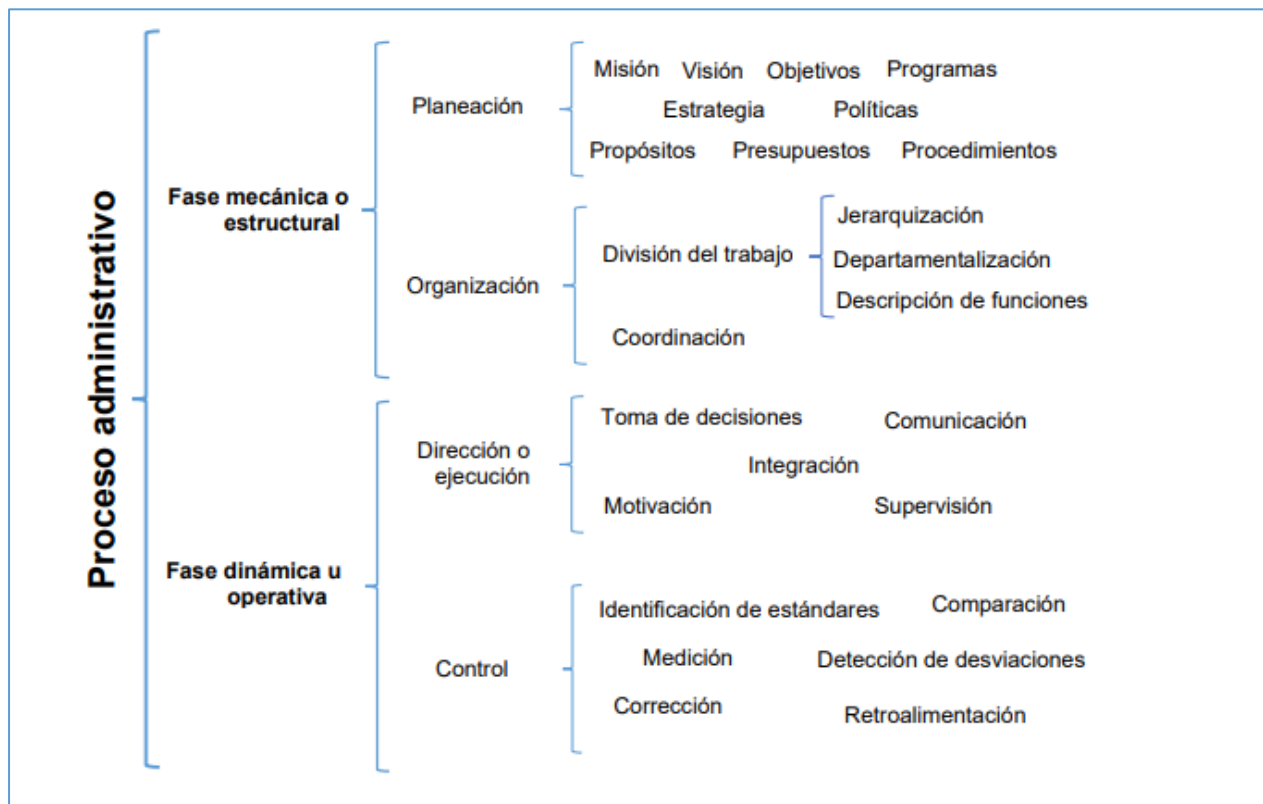 Proceso administrativo
Fase mecánica o
estructural
Planeación
Misión Visión Objetivos Programas
Estrategia Políticas
Propósitos Presupuestos Procedimientos
Organización
División del trabajo
Jerarquización
Departamentalización
Descripción de funciones
Coordinación
Fase dinámica u
operativa
Dirección o
ejecución
Toma de decisiones Comunicación
Integración
Motivación Supervisión
Control
Identificación de estándares Comparación
Medición Detección de desviaciones
Corrección Retroalimentación